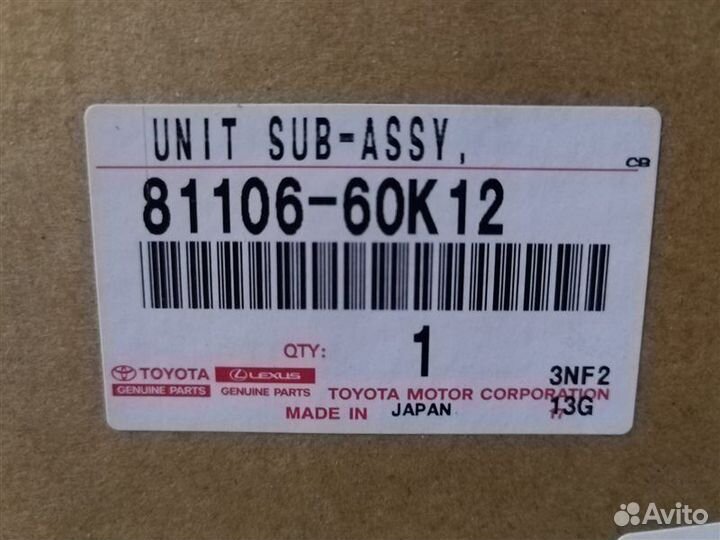 UNIT SUB-ASSY,
CB
81106-60K12
QTY: 1
3NF2
TOYOTA LEXUS
GENUINE PARTS GENUINE PARTS TOYOTA MOTOR CORPORATION
MADE IN JAPAN 13G
Avito